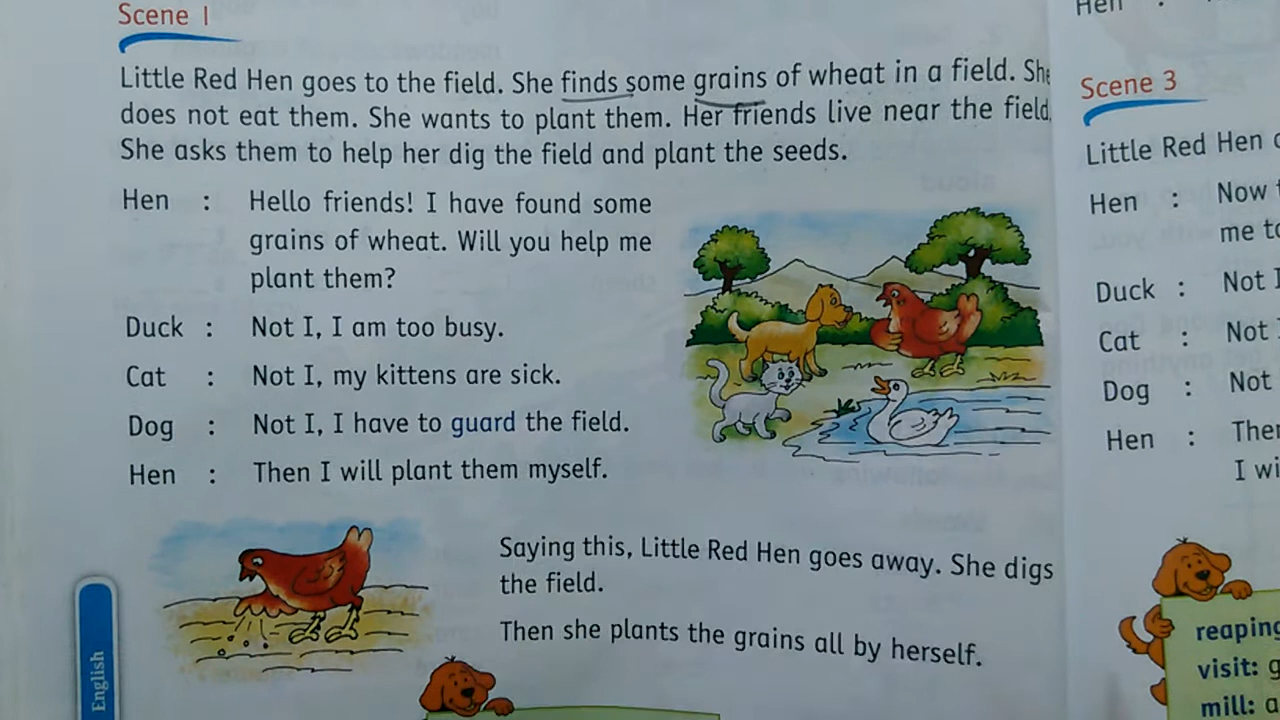 Scene 1
Little Red Hen goes to the field. She finds some grains of wheat in a field. She
does not eat them. She wants to plant them. Her friends live near the field.
She asks them to help her dig the field and plant the seeds.
Hen : Hello friends! I have found some
grains of wheat. Will you help me
plant them?
Duck : Not I, I am too busy.
Cat : Not I, my kittens are sick.
Dog : Not I, I have to guard the field.
Hen : Then I will plant them myself.
Saying this, Little Red Hen goes away. She digs
the field.
Then she plants the grains all by herself.
English
Hen :
Scene 3
Little Red Hen
Hen : Now
me
Duck : Not I
Cat : Not
Dog : Not
Hen :
I
reaping
visit:
mill: a